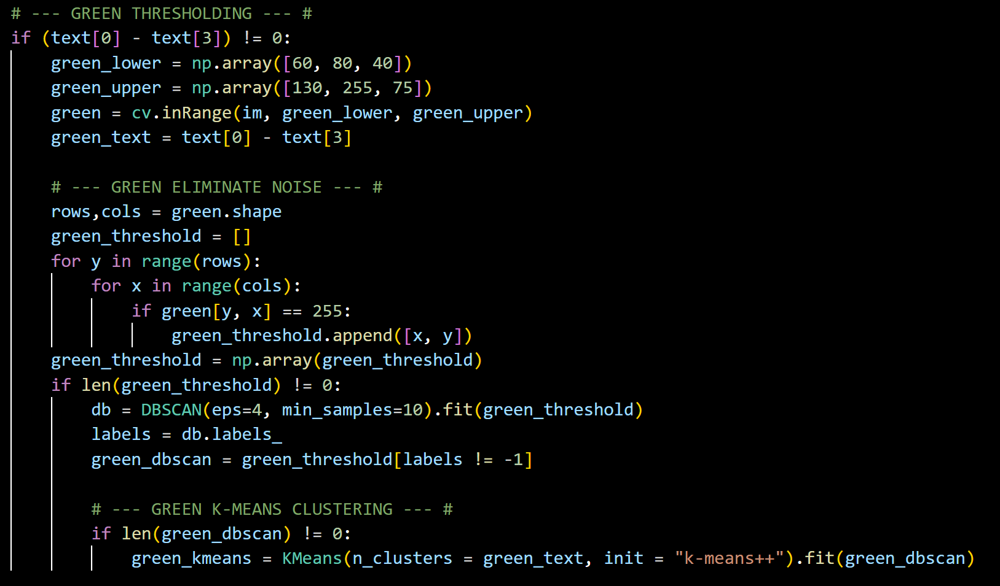 # --- GREEN THRESHOLDING --- #
if (text[0] - text[3]) != 0:
    green_lower = np.array([60, 80, 40])
    green_upper = np.array([130, 255, 75])
    green = cv.inRange(im, green_lower, green_upper)
    green_text = text[0] - text[3]

    # --- GREEN ELIMINATE NOISE --- #
    rows,cols = green.shape
    green_threshold = []
    for y in range(rows):
        for x in range(cols):
            if green[y, x] == 255:
                green_threshold.append([x, y])
    green_threshold = np.array(green_threshold)
    if len(green_threshold) != 0:
        db = DBSCAN(eps=4, min_samples=10).fit(green_threshold)
        labels = db.labels_
        green_dbscan = green_threshold[labels != -1]

        # --- GREEN K-MEANS CLUSTERING --- #
        if len(green_dbscan) != 0:
            green_kmeans = KMeans(n_clusters = green_text, init = "k-means++").fit(green_dbscan)